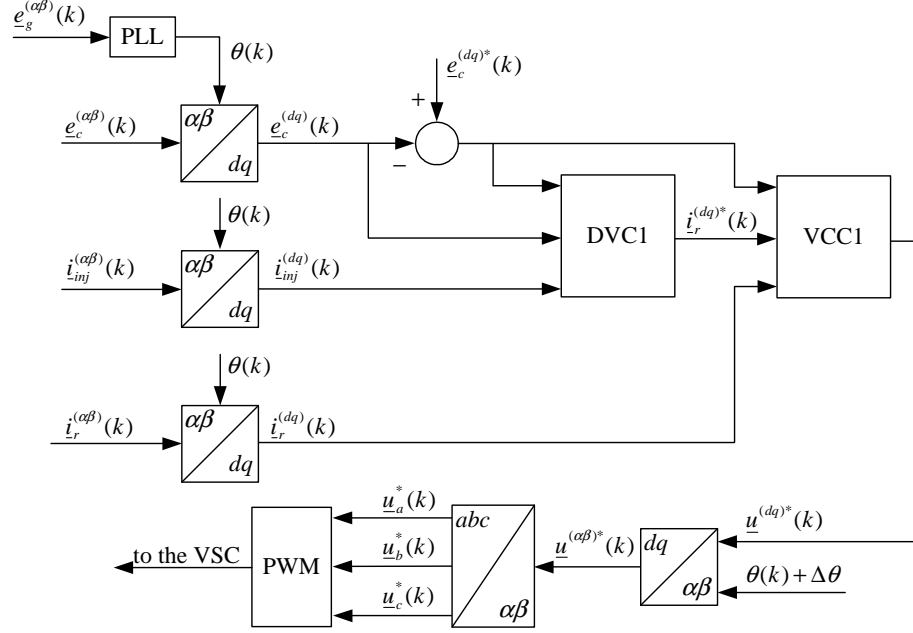 e_g^(αβ)(k)
PLL
θ(k)
e_c^(dq)*(k)
+
e_c^(αβ)(k)
αβ
dq
e_c^(dq)(k)
−
θ(k)
DVC1
i_r^(dq)*(k)
VCC1
i_inj^(αβ)(k)
αβ
dq
i_inj^(dq)(k)
θ(k)
i_r^(αβ)(k)
αβ
dq
i_r^(dq)(k)
to the VSC
PWM
u_a^*(k)
u_b^*(k)
u_c^*(k)
abc
αβ
u^(αβ)*(k)
dq
αβ
u^(dq)*(k)
θ(k)+Δθ